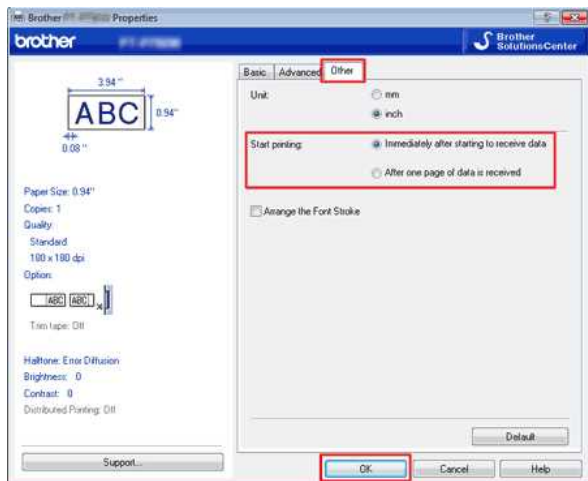 Brother Properties
brother
Brother
SolutionsCenter
3.94 "
ABC
0.94"
0.08 "
Paper Size: 0.94"
Copies: 1
Quality:
Standard
180 x 180 dpi
Option:
ABC ABC
Trim tape: Off
Halftone: Error Diffusion
Brightness: 0
Contrast: 0
Distributed Printing: Off
Support...
Basic Advanced Other
Unit: mm
inch
Start printing: Immediately after starting to receive data
After one page of data is received
Arrange the Font Stroke
Default
OK Cancel Help